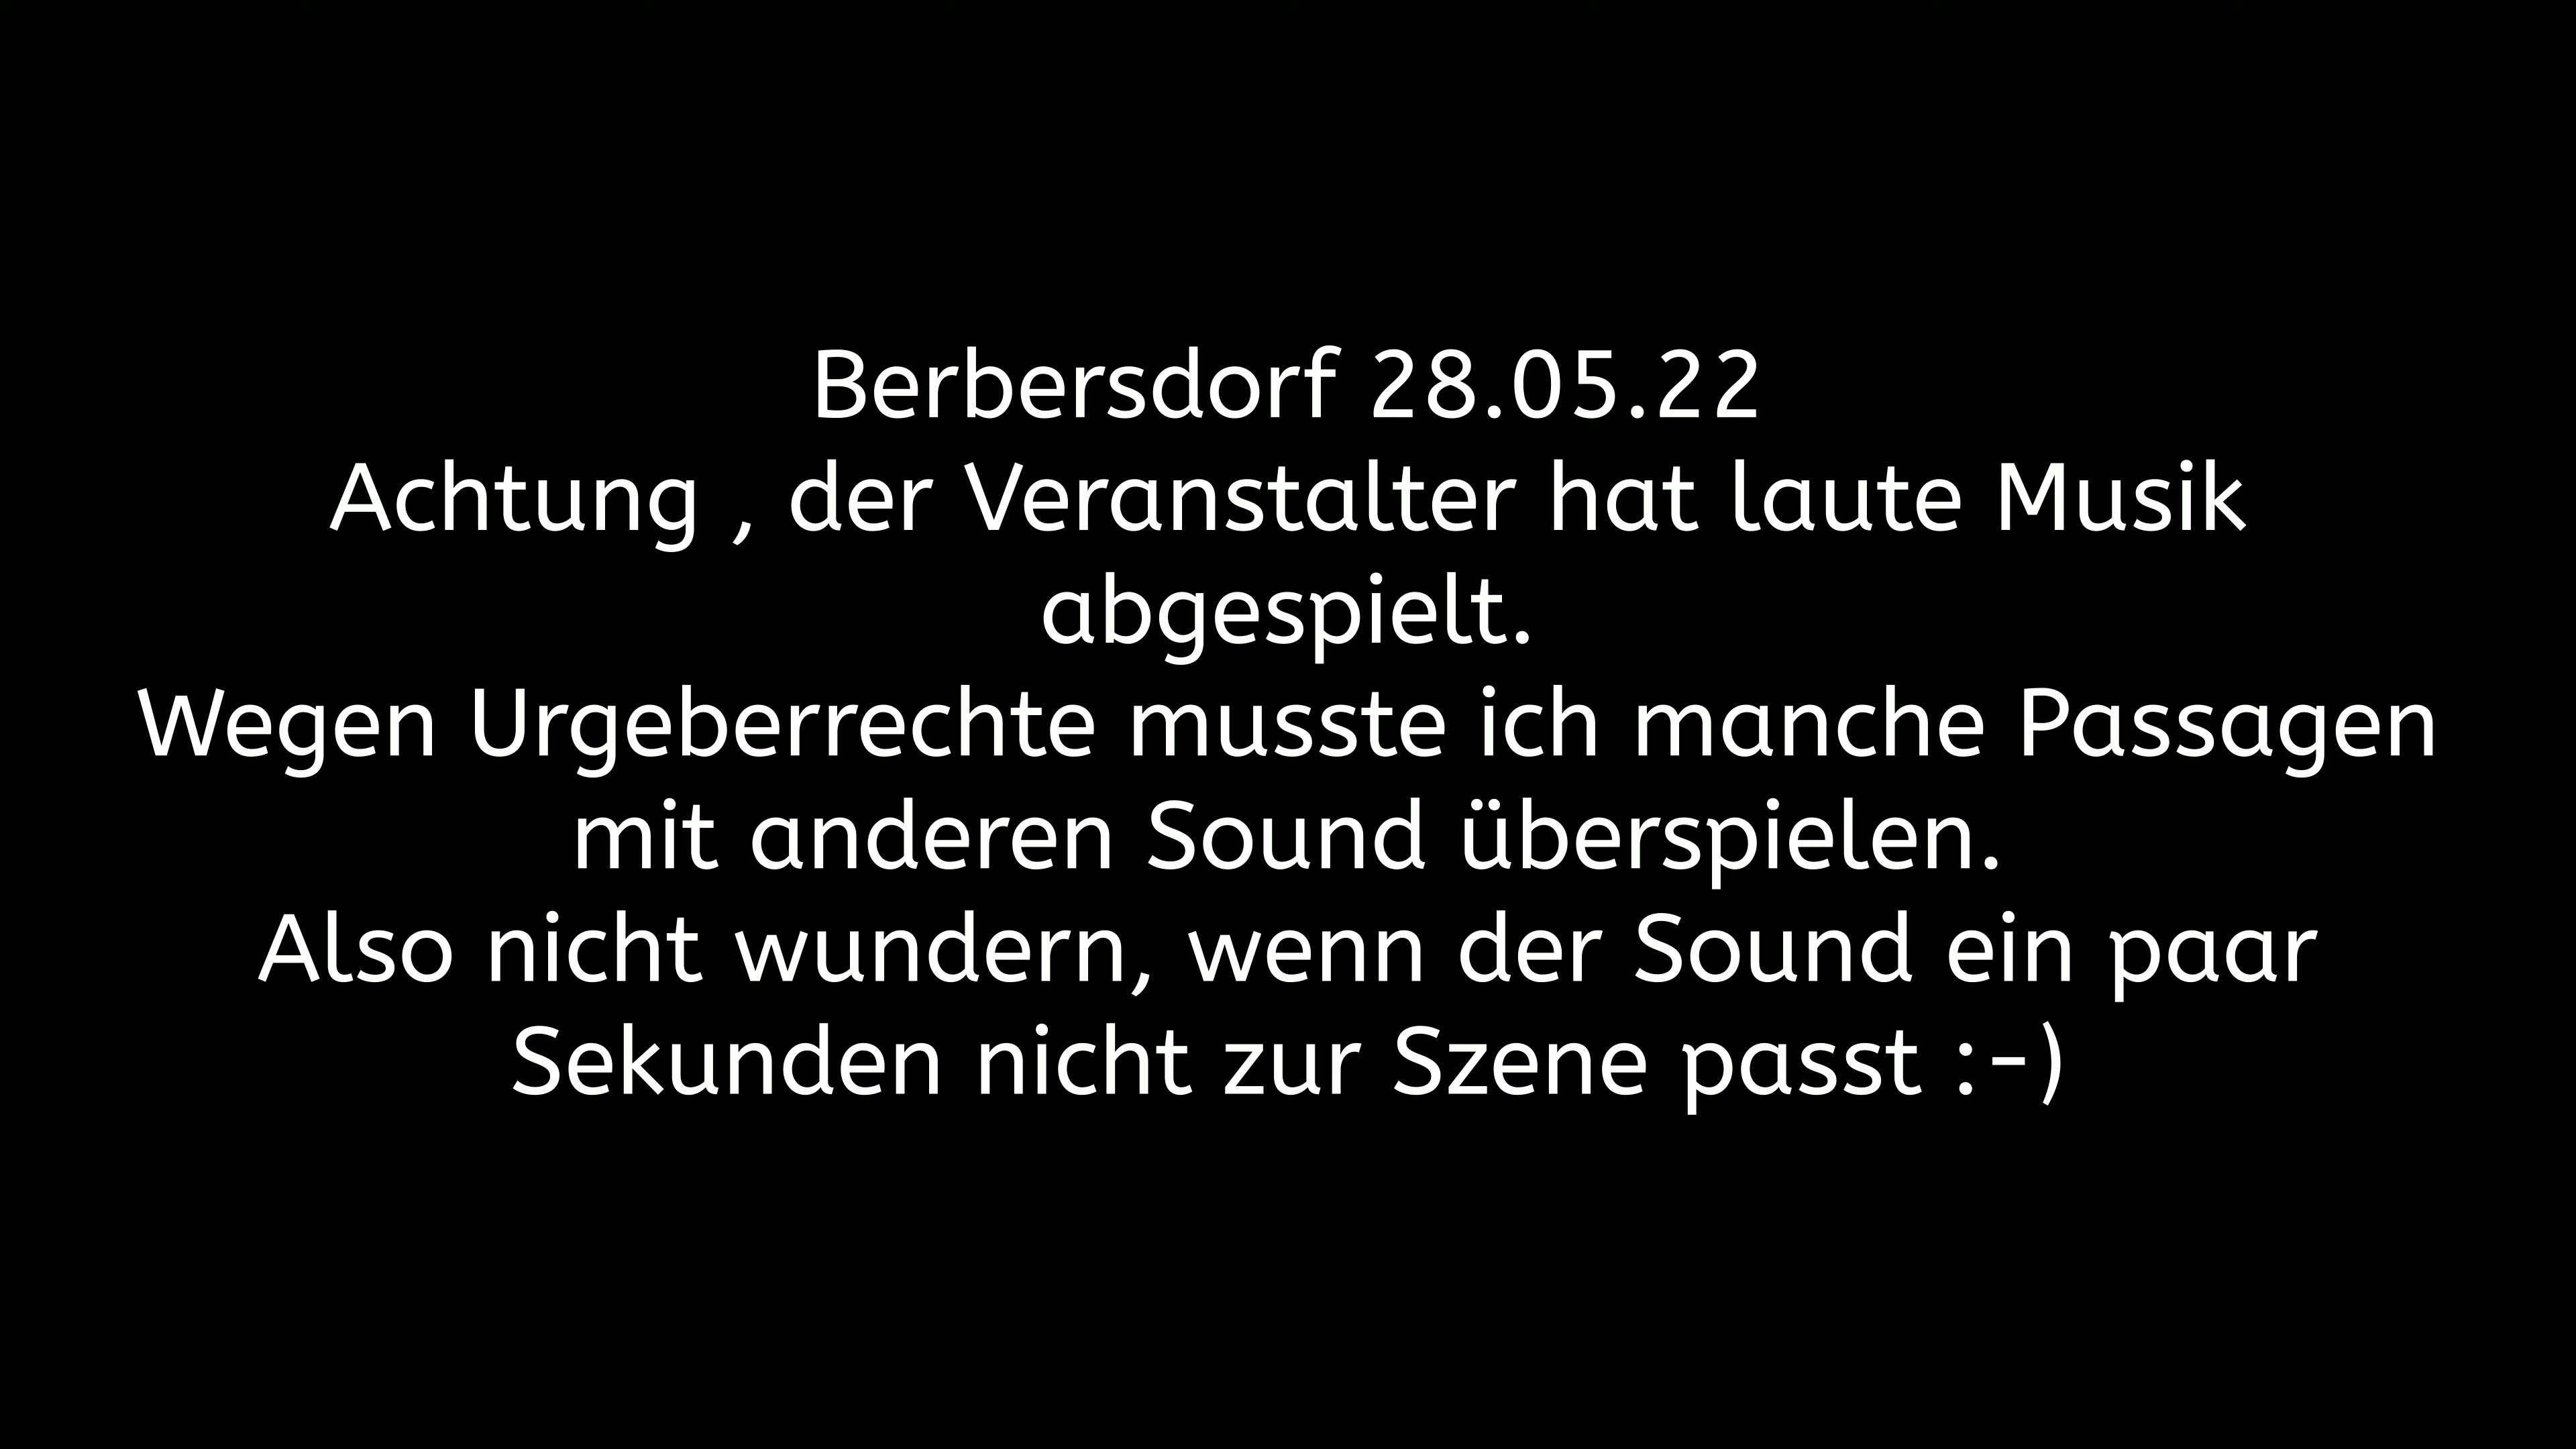 Berbersdorf 28.05.22
Achtung , der Veranstalter hat laute Musik
abgespielt.
Wegen Urgeberrechte musste ich manche Passagen
mit anderen Sound überspielen.
Also nicht wundern, wenn der Sound ein paar
Sekunden nicht zur Szene passt :-)